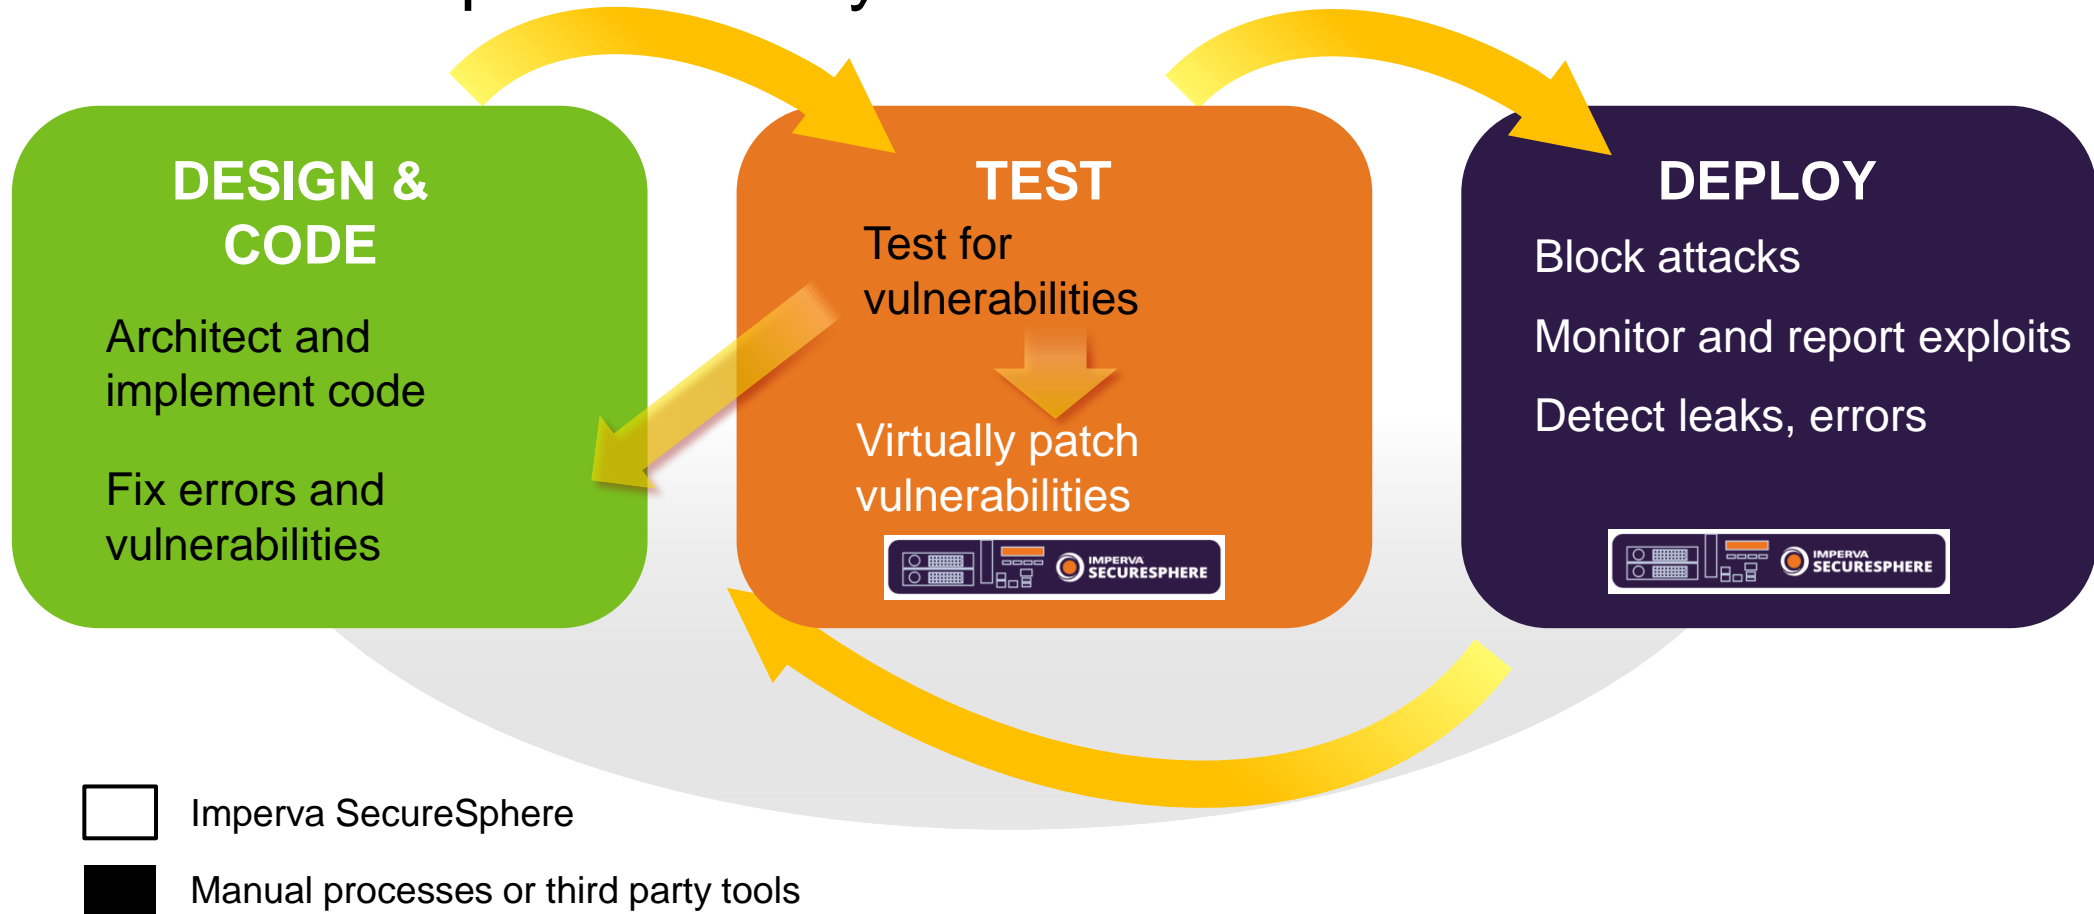 DESIGN &
CODE
Architect and
implement code
Fix errors and
vulnerabilities
TEST
Test for
vulnerabilities
Virtually patch
vulnerabilities
IMPERVA
SECURESPHERE
DEPLOY
Block attacks
Monitor and report exploits
Detect leaks, errors
IMPERVA
SECURESPHERE
Imperva SecureSphere
Manual processes or third party tools